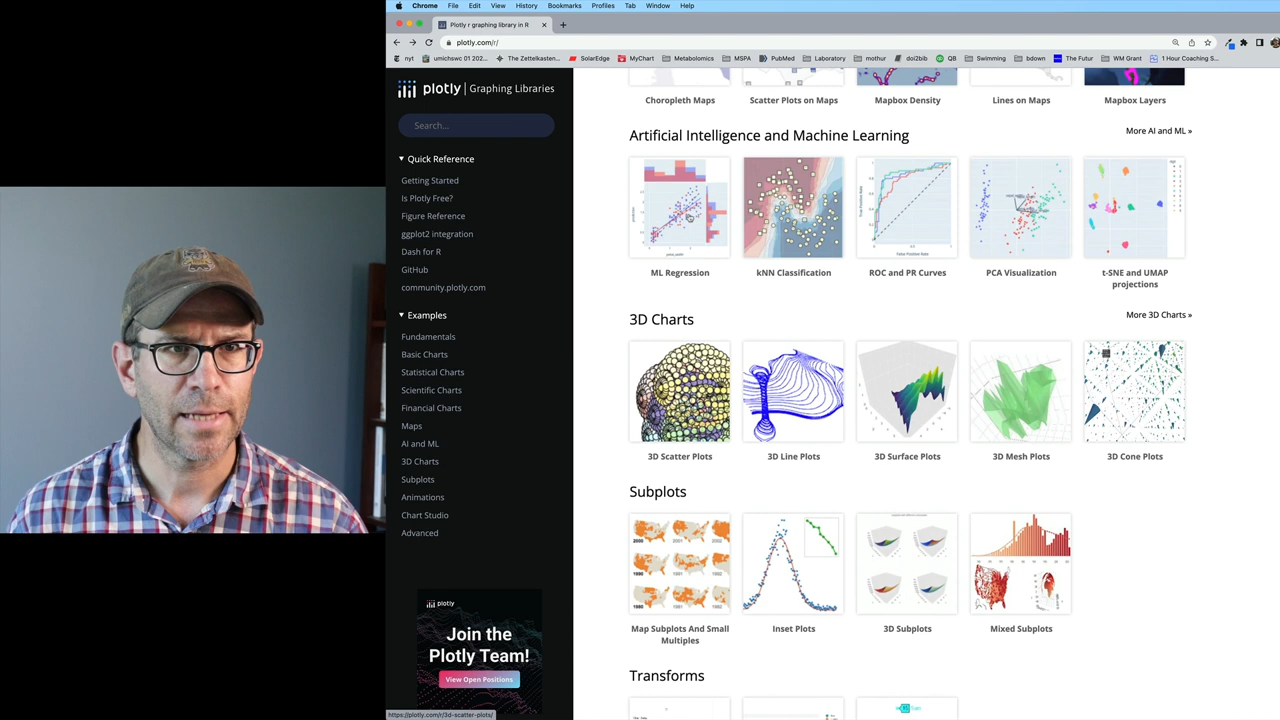 Chrome File Edit View History Bookmarks Profiles Tab Window Help
Plotly r graphing library in R
plotly.com/r/
nyt umichswc 01 202... The Zettelkasten... SolarEdge MyChart Metabolomics MSPA PubMed Laboratory mothur doi2bib QB Swimming bdown The Futur WM Grant 1 Hour Coaching S...
plotly | Graphing Libraries
Search...
Quick Reference
Getting Started
Is Plotly Free?
Figure Reference
ggplot2 integration
Dash for R
GitHub
community.plotly.com
Examples
Fundamentals
Basic Charts
Statistical Charts
Scientific Charts
Financial Charts
Maps
AI and ML
3D Charts
Subplots
Animations
Chart Studio
Advanced
plotly
Join the
Plotly Team!
View Open Positions
https://plotly.com/r/3d-scatter-plots/
Choropleth Maps Scatter Plots on Maps Mapbox Density Lines on Maps Mapbox Layers
Artificial Intelligence and Machine Learning
More AI and ML »
ML Regression kNN Classification ROC and PR Curves PCA Visualization t-SNE and UMAP
projections
3D Charts
More 3D Charts »
3D Scatter Plots 3D Line Plots 3D Surface Plots 3D Mesh Plots 3D Cone Plots
Subplots
Map Subplots And Small
Multiples
Inset Plots 3D Subplots Mixed Subplots
Transforms